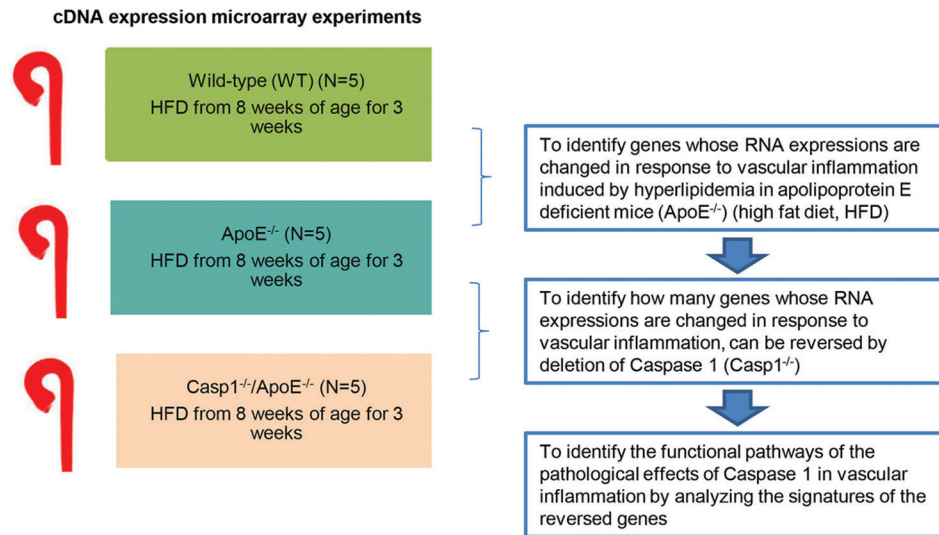 cDNA expression microarray experiments
Wild-type (WT) (N=5)
HFD from 8 weeks of age for 3
weeks
ApoE⁻/⁻ (N=5)
HFD from 8 weeks of age for 3
weeks
Casp1⁻/⁻/ApoE⁻/⁻ (N=5)
HFD from 8 weeks of age for 3
weeks
To identify genes whose RNA expressions are
changed in response to vascular inflammation
induced by hyperlipidemia in apolipoprotein E
deficient mice (ApoE⁻/⁻) (high fat diet, HFD)
To identify how many genes whose RNA
expressions are changed in response to
vascular inflammation, can be reversed by
deletion of Caspase 1 (Casp1⁻/⁻)
To identify the functional pathways of the
pathological effects of Caspase 1 in vascular
inflammation by analyzing the signatures of the
reversed genes